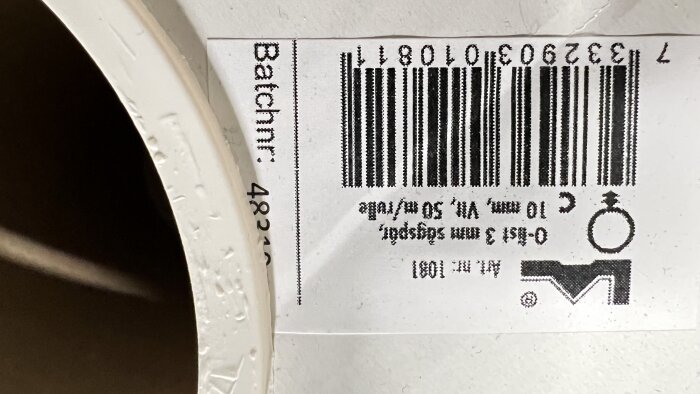 ®
Art. nr: 1081
O-list 3 mm sågspår,
10 mm, Vit, 50 m/rulle
C
7 332903 010811
Batchnr: